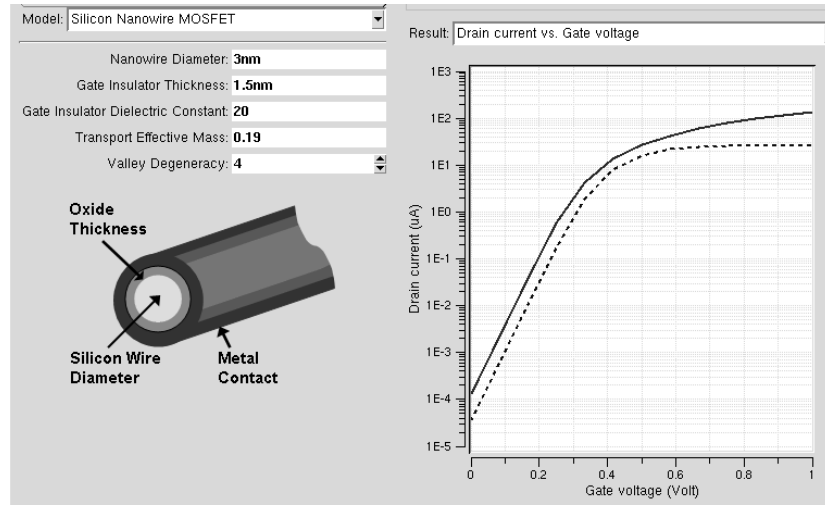 Model: Silicon Nanowire MOSFET
Nanowire Diameter: 3nm
Gate Insulator Thickness: 1.5nm
Gate Insulator Dielectric Constant: 20
Transport Effective Mass: 0.19
Valley Degeneracy: 4
Oxide
Thickness
Silicon Wire
Diameter
Metal
Contact
Result: Drain current vs. Gate voltage
1E3
1E2
1E1
1E0
1E-1
1E-2
1E-3
1E-4
1E-5
Drain current (uA)
0 0.2 0.4 0.6 0.8 1
Gate voltage (Volt)